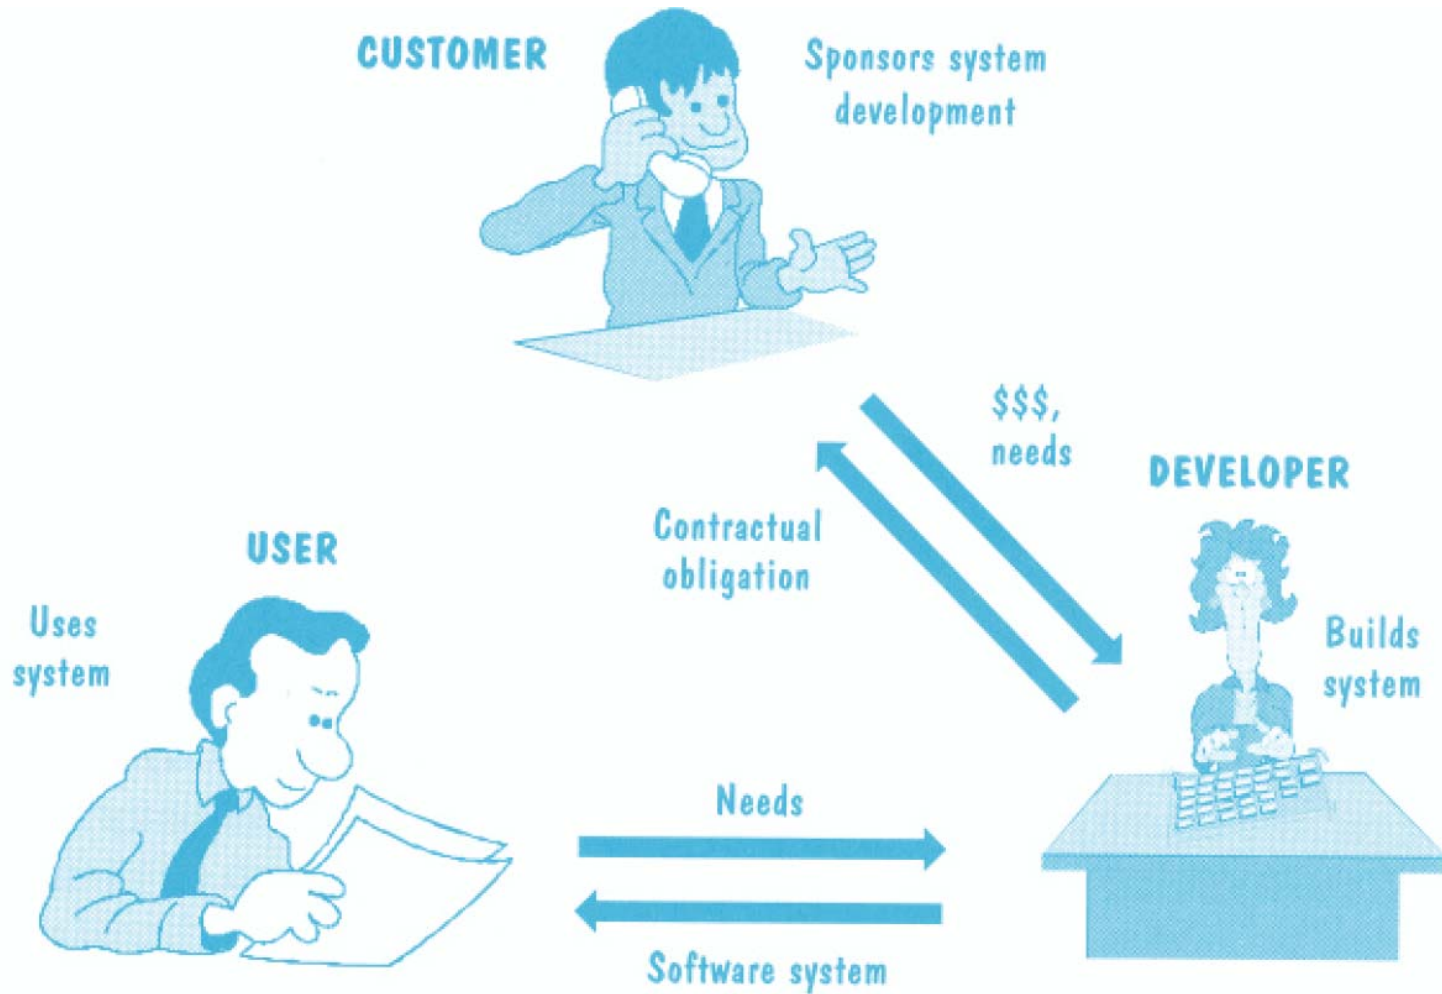 CUSTOMER
Sponsors system
development
$$$,
needs
DEVELOPER
Contractual
obligation
USER
Uses
system
Builds
system
Needs
Software system